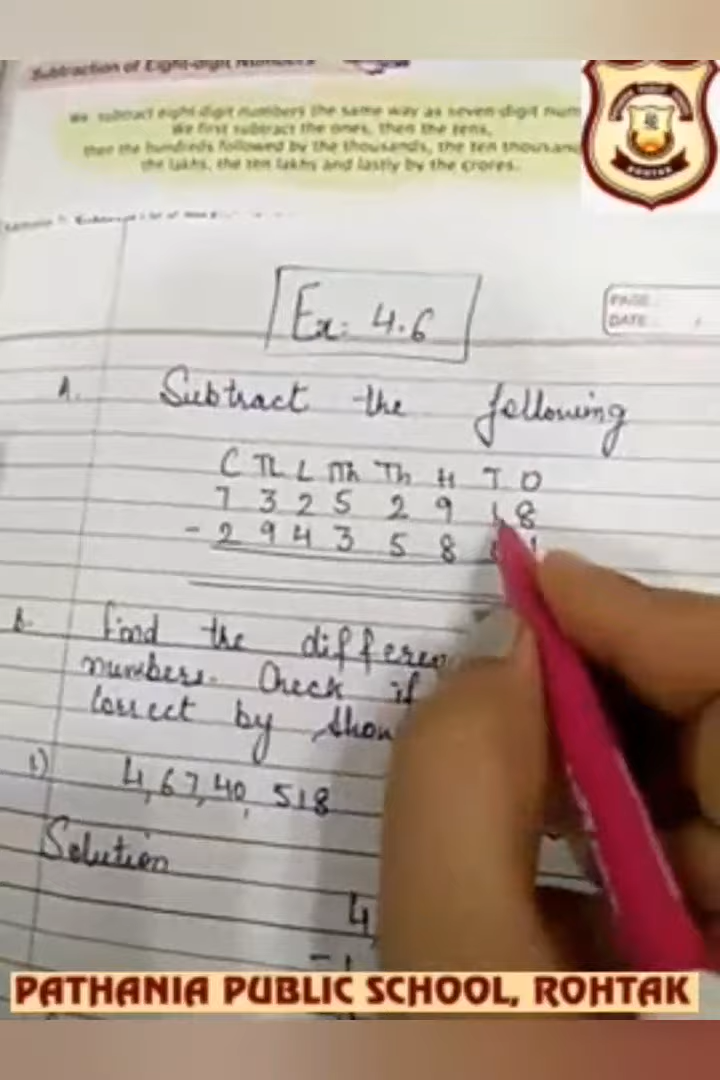 Subtraction of Eight-digit Numbers
We subtract eight-digit numbers the same way as seven-digit num
We first subtract the ones, then the tens,
then the hundreds followed by the thousands, the ten thousand
the lakhs, the ten lakhs and lastly by the crores.
ROHTAK
Ex: 4.6
PAGE
DATE
A. Subtract the following
C TL L TTh Th H T O
7 3 2 5 2 9 1 8
- 2 9 4 3 5 8
B. Find the differen
numbers. Check if
correct by
1) 4,67,40,518
Solution
4,
PATHANIA PUBLIC SCHOOL, ROHTAK